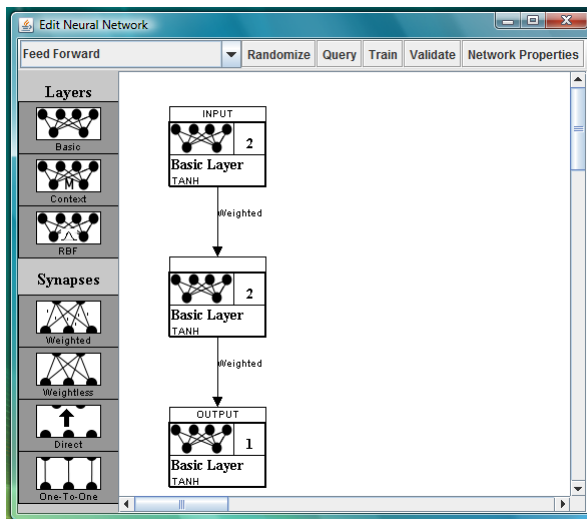 Edit Neural Network
Feed Forward Randomize Query Train Validate Network Properties
Layers
Basic
Context
M
RBF
Synapses
Weighted
Weightless
Direct
One-To-One
INPUT
2
Basic Layer
TANH
Weighted
2
Basic Layer
TANH
Weighted
OUTPUT
1
Basic Layer
TANH